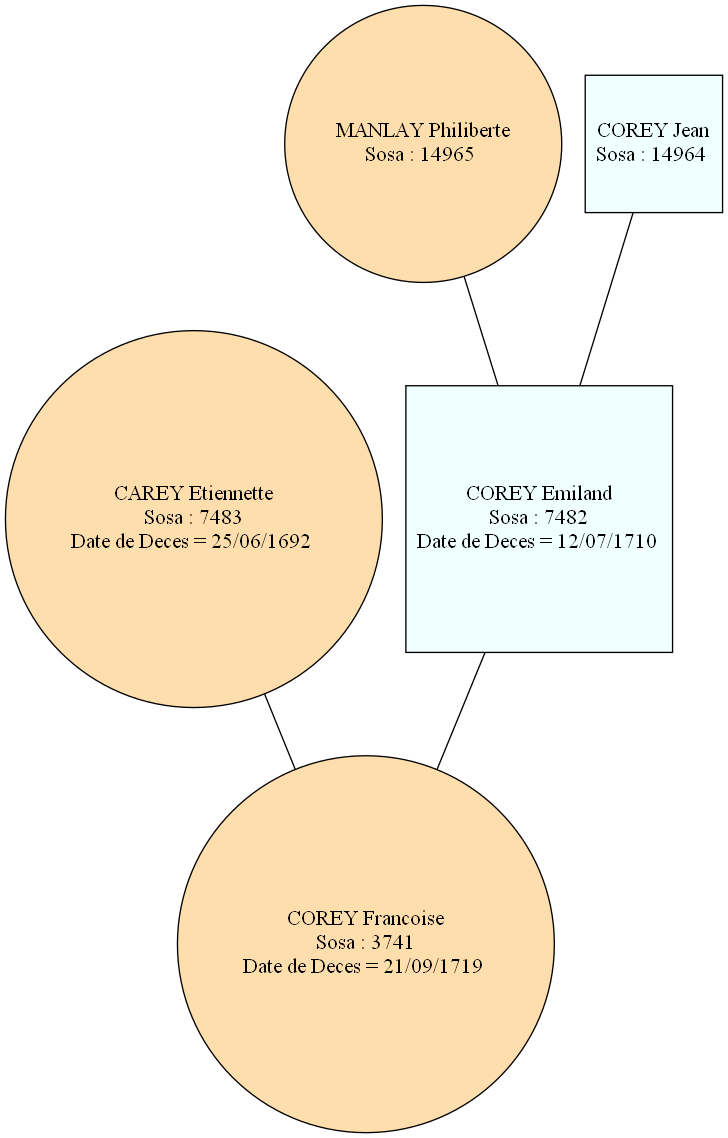 MANLAY Philiberte
Sosa : 14965
COREY Jean
Sosa : 14964
CAREY Etiennette
Sosa : 7483
Date de Deces = 25/06/1692
COREY Emiland
Sosa : 7482
Date de Deces = 12/07/1710
COREY Francoise
Sosa : 3741
Date de Deces = 21/09/1719